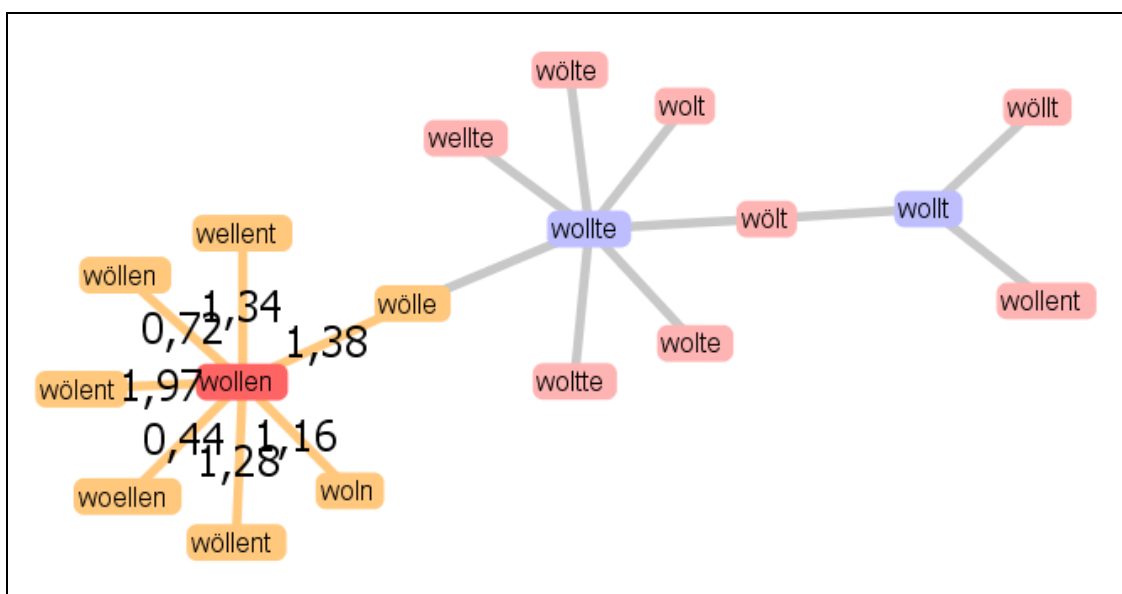 wölte
wolt
wöllt
wellte
wollte
wölt
wollt
wellent
wöllen
wölle
wollent
1,34
0,72
1,38
wolte
wollen
woltte
wölent
1,97
0,44
1,16
1,28
woellen
woln
wöllent